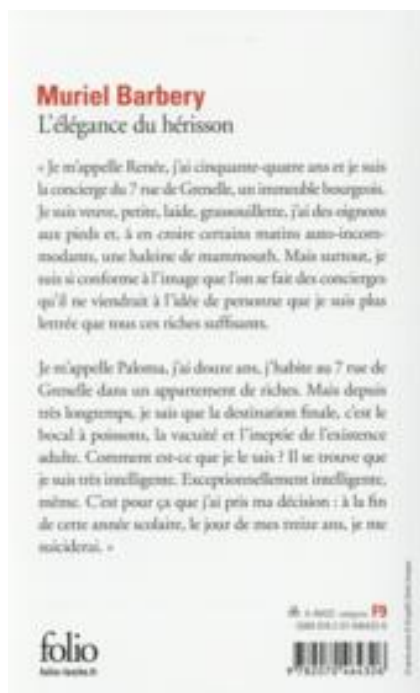 Muriel Barbery
L'élégance du hérisson
« Je m'appelle Renée, j'ai cinquante-quatre ans et je suis
la concierge du 7 rue de Grenelle, un immeuble bourgeois.
Je suis veuve, petite, laide, grassouillette, j'ai des oignons
aux pieds et, à en croire certains matins auto-incom-
modants, une haleine de mammouth. Mais surtout, je
suis si conforme à l'image que l'on se fait des concierges
qu'il ne viendrait à l'idée de personne que je suis plus
lettrée que tous ces riches suffisants.
Je m'appelle Paloma, j'ai douze ans, j'habite au 7 rue de
Grenelle dans un appartement de riches. Mais depuis
très longtemps, je sais que la destination finale, c'est le
bocal à poissons, la vacuité et l'ineptie de l'existence
adulte. Comment est-ce que je le sais ? Il se trouve que
je suis très intelligente. Exceptionnellement intelligente,
même. C'est pour ça que j'ai pris ma décision : à la fin
de cette année scolaire, le jour de mes treize ans, je me
suiciderai. »
catégorie F9
folio